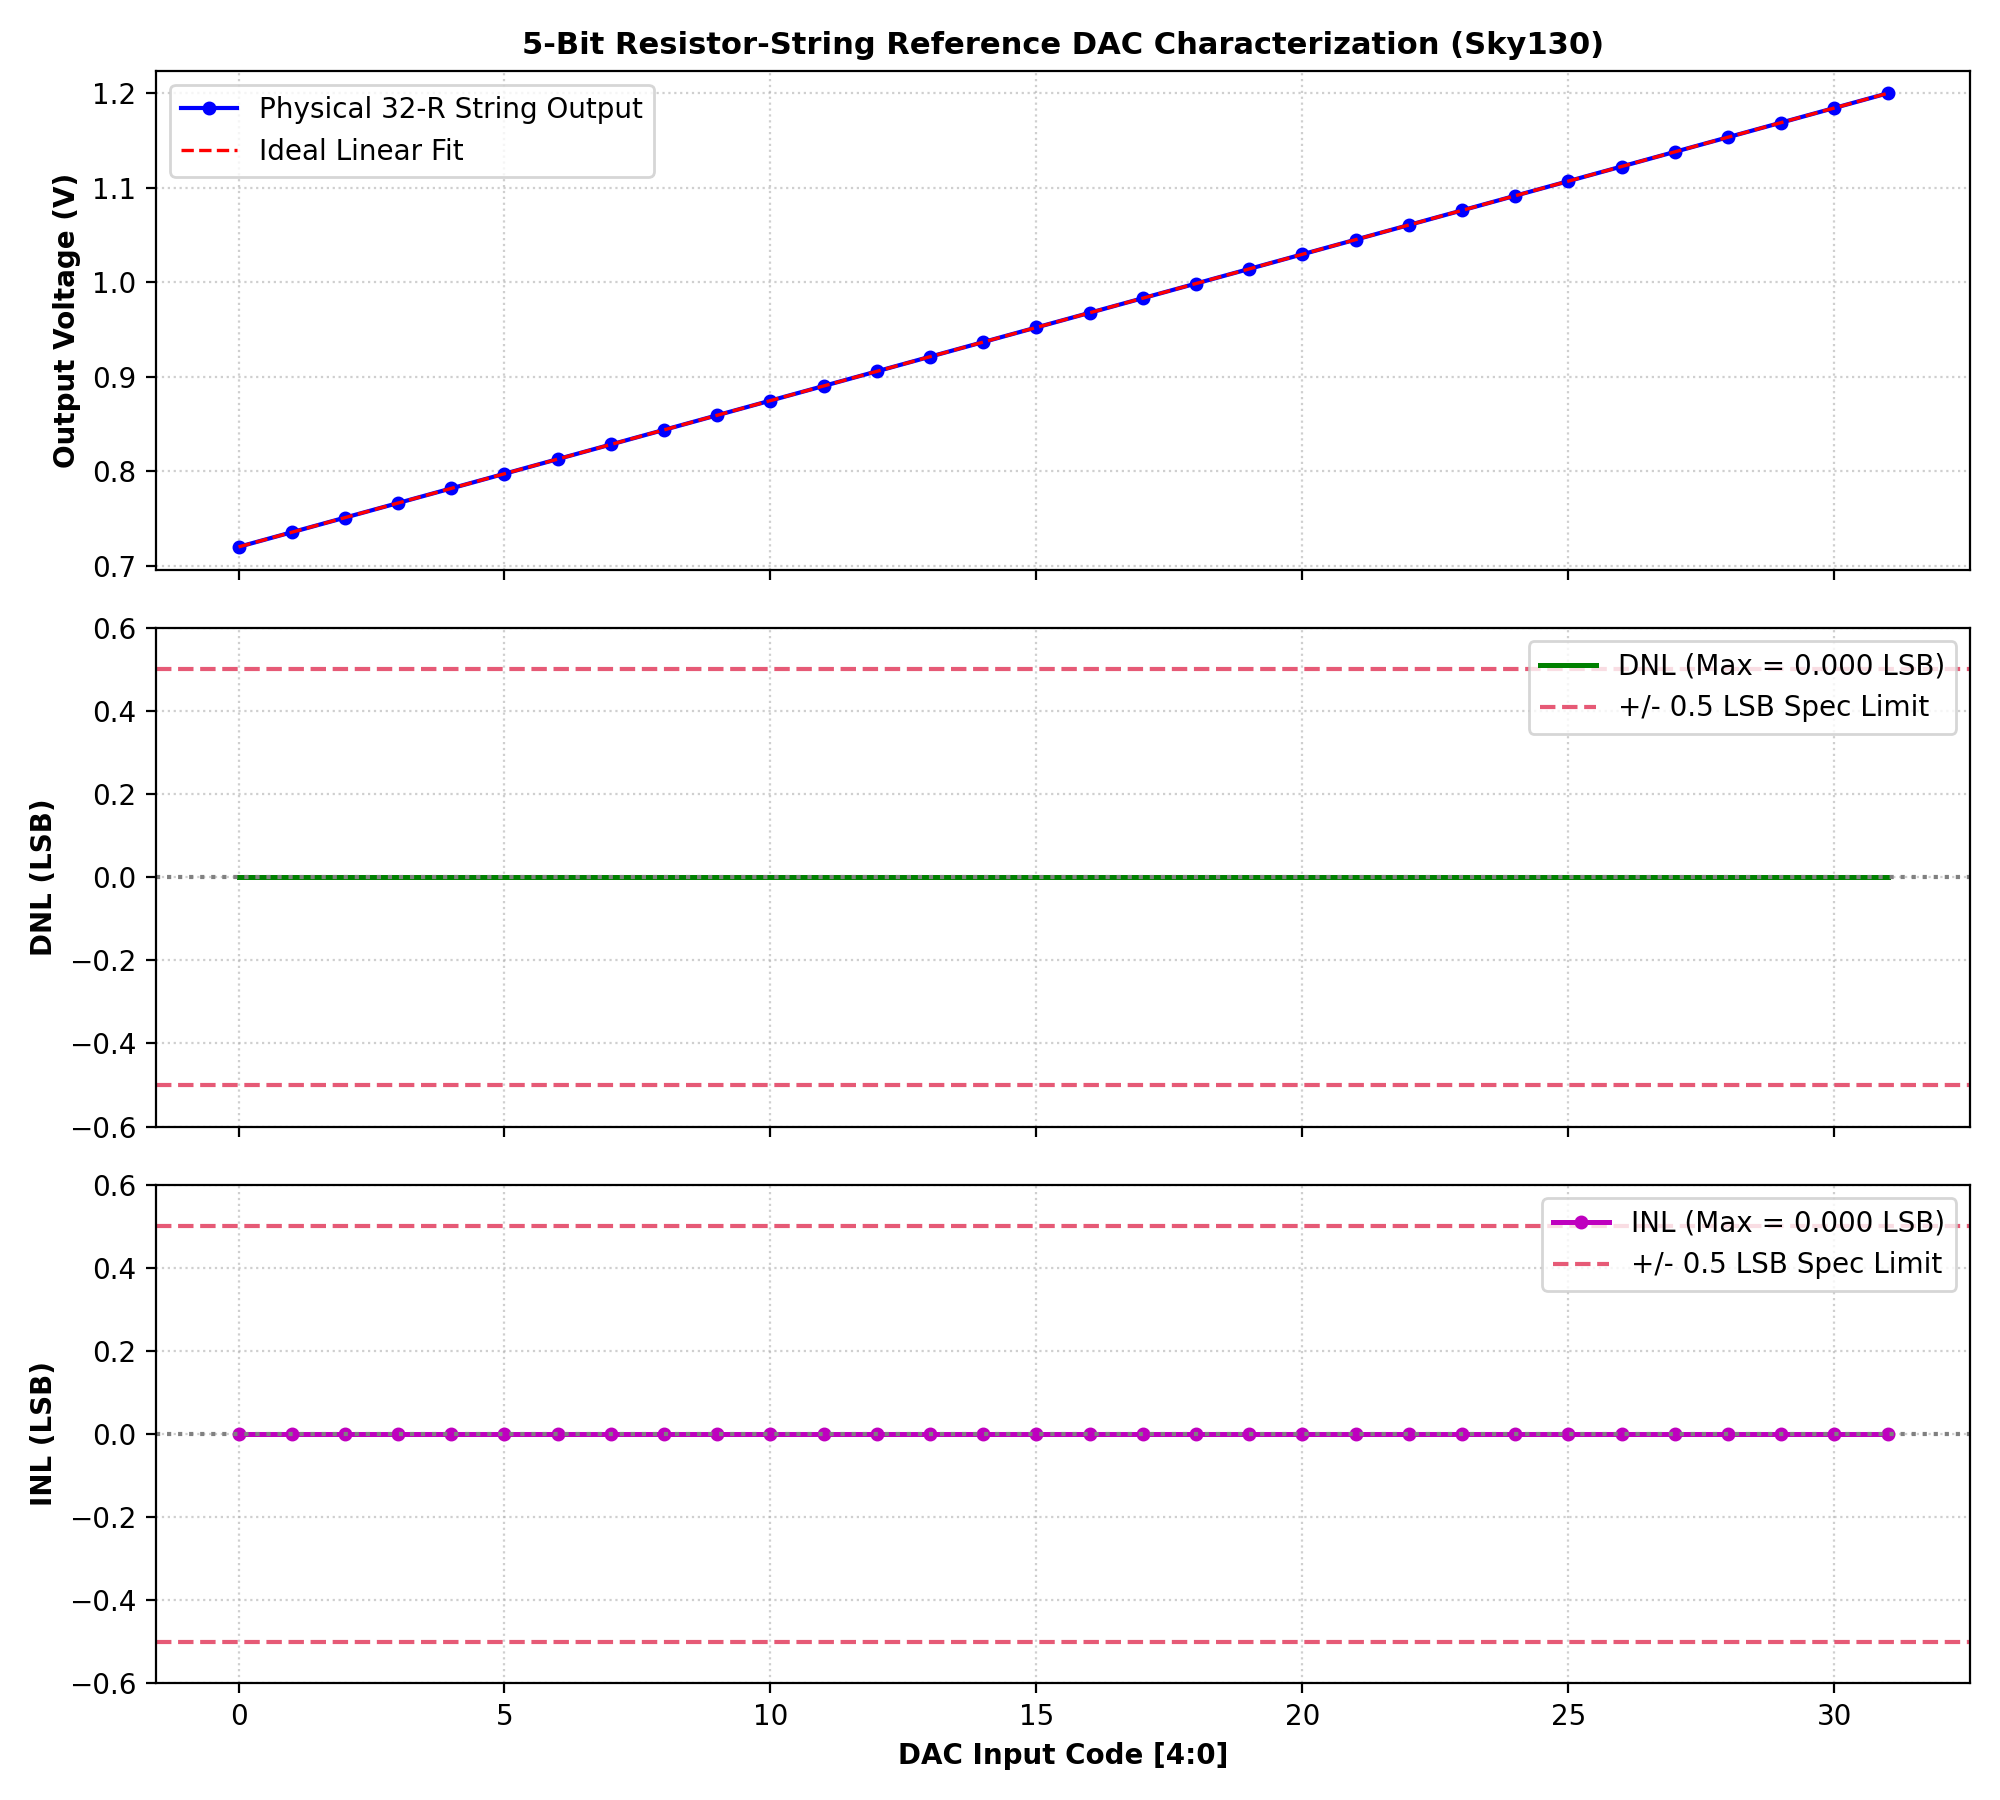 5-Bit Resistor-String Reference DAC Characterization (Sky130)
Output Voltage (V)
1.2
1.1
1.0
0.9
0.8
0.7
Physical 32-R String Output
Ideal Linear Fit
DNL (LSB)
0.6
0.4
0.2
0.0
−0.2
−0.4
−0.6
DNL (Max = 0.000 LSB)
+/- 0.5 LSB Spec Limit
INL (LSB)
0.6
0.4
0.2
0.0
−0.2
−0.4
−0.6
INL (Max = 0.000 LSB)
+/- 0.5 LSB Spec Limit
0 5 10 15 20 25 30
DAC Input Code [4:0]